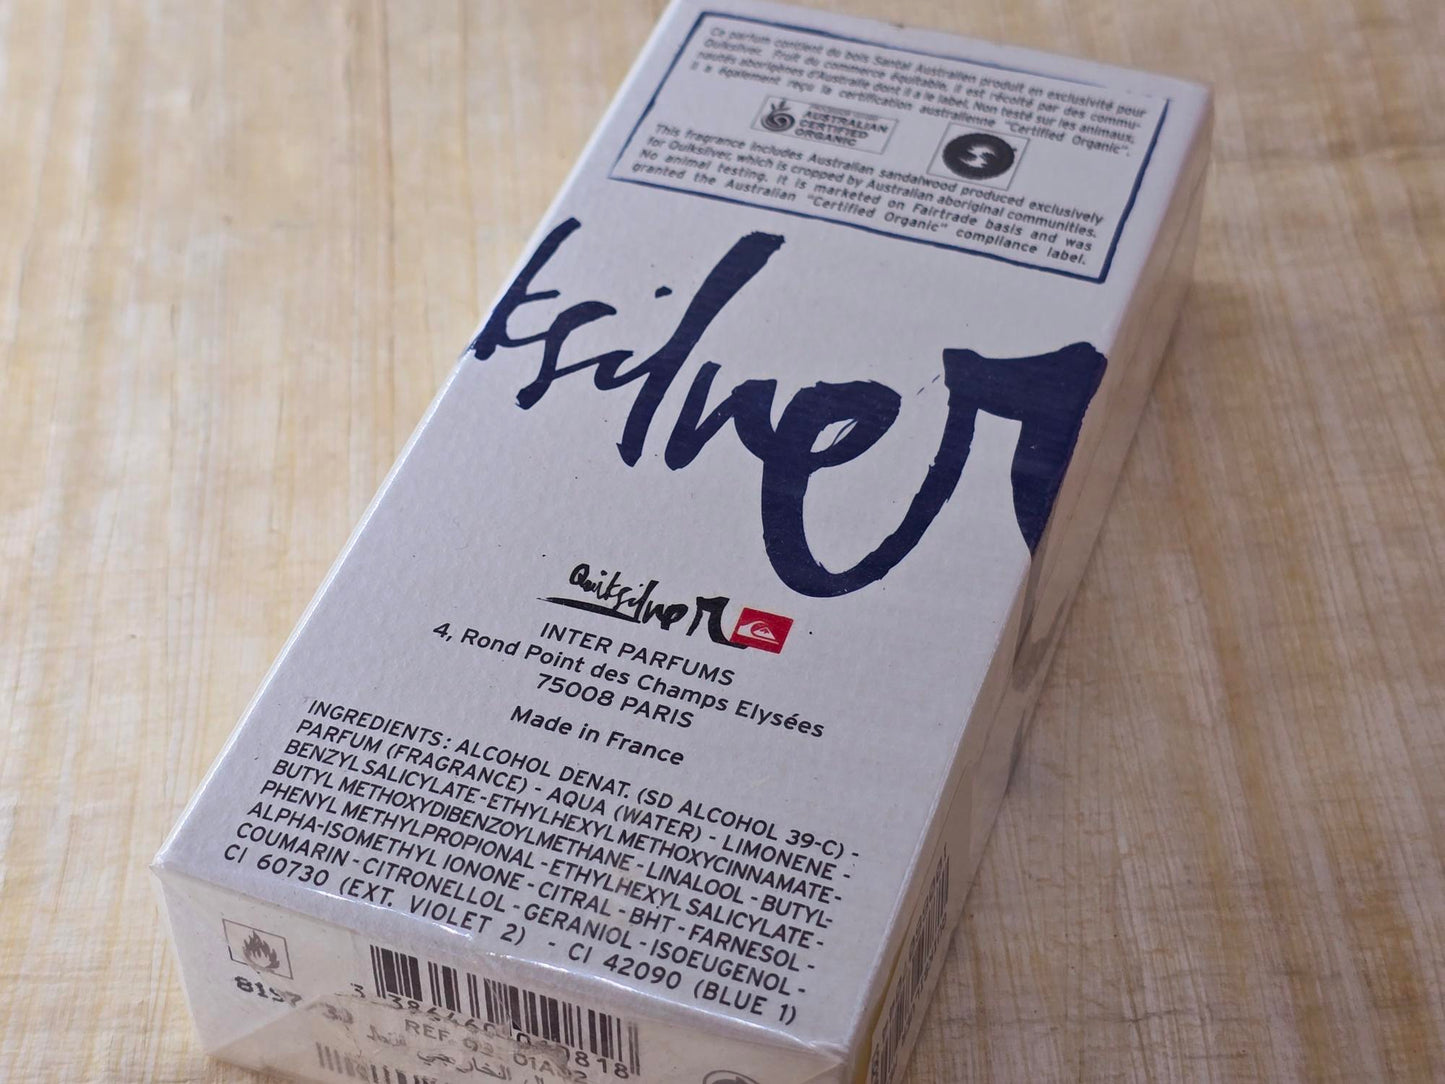 Ce parfum contient du bois Santal Australien produit en exclusivité pour
Quiksilver. Fruit du commerce équitable, il est récolté par des commu-
nautés aborigènes d'Australie dont il a le label. Non testé sur les animaux,
il a également reçu la certification australienne "Certified Organic".
AUSTRALIAN
CERTIFIED
ORGANIC
This fragrance includes Australian sandalwood produced exclusively
for Quiksilver, which is cropped by Australian aboriginal communities.
No animal testing. It is marketed on Fairtrade basis and was
granted the Australian "Certified Organic" compliance label.
ksilver
Quiksilver
INTER PARFUMS
4, Rond Point des Champs Elysées
75008 PARIS
Made in France
INGREDIENTS: ALCOHOL DENAT. (SD ALCOHOL 39-C) -
PARFUM (FRAGRANCE) - AQUA (WATER) - LIMONENE -
BENZYL SALICYLATE - ETHYLHEXYL METHOXYCINNAMATE -
BUTYL METHOXYDIBENZOYLMETHANE - LINALOOL - BUTYL-
PHENYL METHYLPROPIONAL - ETHYLHEXYL SALICYLATE -
ALPHA-ISOMETHYL IONONE - CITRAL - BHT - FARNESOL -
COUMARIN - CITRONELLOL - GERANIOL - ISOEUGENOL -
CI 60730 (EXT. VIOLET 2) - CI 42090 (BLUE 1)
8197
REF 03